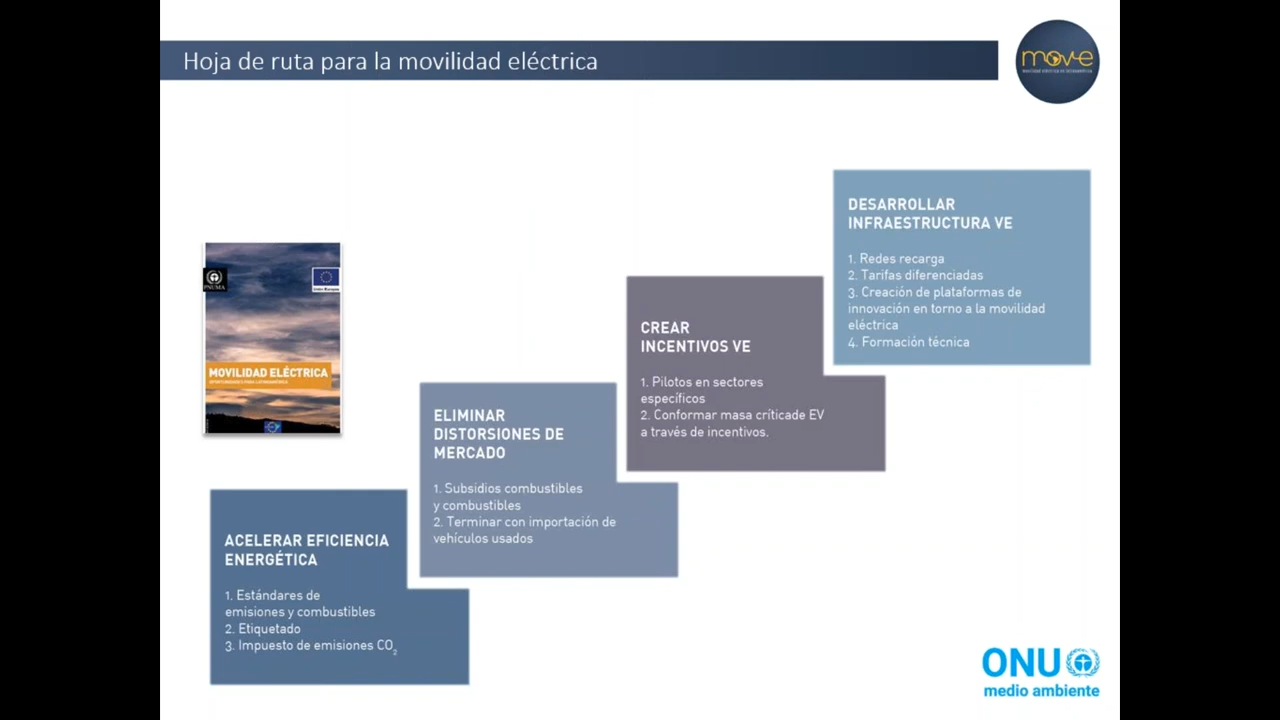 Hoja de ruta para la movilidad eléctrica
move
DESARROLLAR
INFRAESTRUCTURA VE
1. Redes recarga
2. Tarifas diferenciadas
3. Creación de plataformas de
innovación en torno a la movilidad
eléctrica
4. Formación técnica
PNUMA
MOVILIDAD ELÉCTRICA
CREAR
INCENTIVOS VE
1. Pilotos en sectores
específicos
2. Conformar masa críticade EV
a través de incentivos.
ELIMINAR
DISTORSIONES DE
MERCADO
1. Subsidios combustibles
y combustibles
2. Terminar con importación de
vehículos usados
ACELERAR EFICIENCIA
ENERGÉTICA
1. Estándares de
emisiones y combustibles
2. Etiquetado
3. Impuesto de emisiones CO₂
ONU
medio ambiente